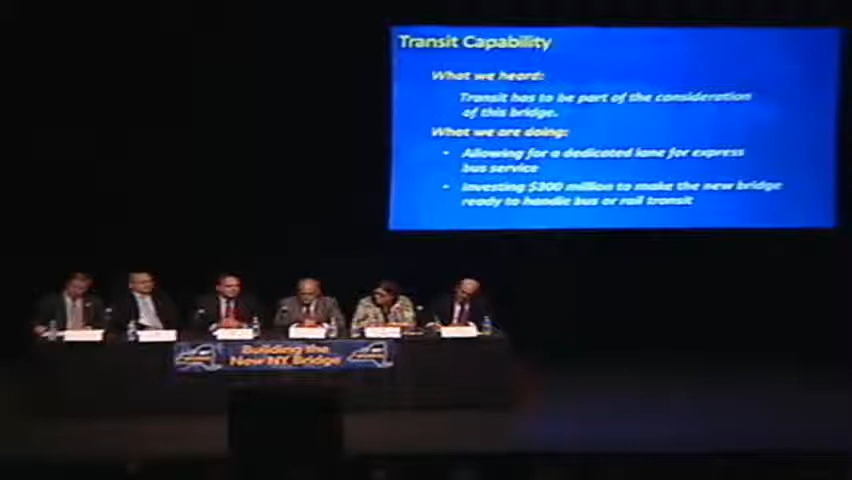 Transit Capability
What we heard:
Transit has to be part of the consideration
of this bridge.
What we are doing:
• Allowing for a dedicated lane for express
bus service
• Investing $300 million to make the new bridge
ready to handle bus or rail transit
Building the
New NY Bridge